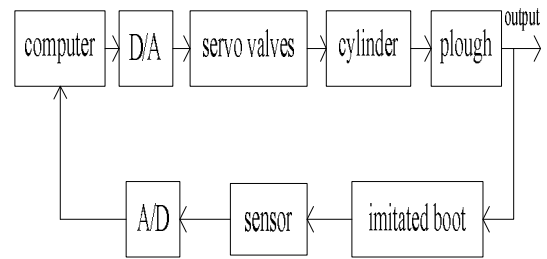 output
computer
D/A
servo valves
cylinder
plough
A/D
sensor
imitated boot